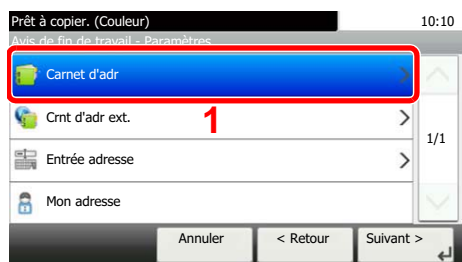 Prêt à copier. (Couleur) 10:10
Avis de fin de travail - Paramètres
Carnet d'adr
Crnt d'adr ext.
1
1/1
Entrée adresse
Mon adresse
Annuler < Retour Suivant >